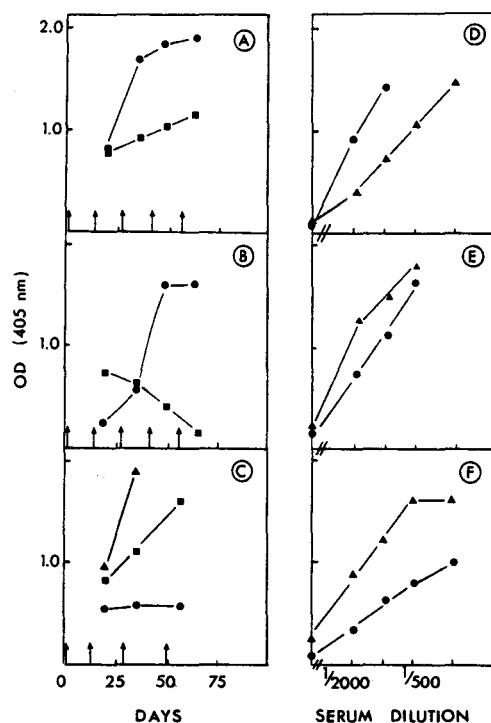 2.0
A
D
1.0
B
E
1.0
OD (405 nm)
C
F
1.0
0 25 50 75
1/2000 1/500
DAYS
SERUM DILUTION